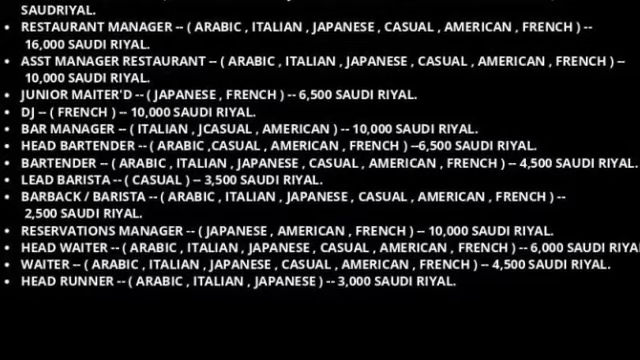 SAUDRIYAL.
• RESTAURANT MANAGER -- ( ARABIC , ITALIAN , JAPANESE , CASUAL , AMERICAN , FRENCH ) --
16,000 SAUDI RIYAL.
• ASST MANAGER RESTAURANT -- ( ARABIC , ITALIAN , JAPANESE , CASUAL , AMERICAN , FRENCH ) --
10,000 SAUDI RIYAL.
• JUNIOR MAITER'D -- ( JAPANESE , FRENCH ) -- 6,500 SAUDI RIYAL.
• DJ -- ( FRENCH ) -- 10,000 SAUDI RIYAL.
• BAR MANAGER -- ( ITALIAN , JCASUAL , AMERICAN ) -- 10,000 SAUDI RIYAL.
• HEAD BARTENDER -- ( ARABIC ,CASUAL , AMERICAN , FRENCH ) --6,500 SAUDI RIYAL.
• BARTENDER -- ( ARABIC , ITALIAN , JAPANESE , CASUAL , AMERICAN , FRENCH ) -- 4,500 SAUDI RIYAL.
• LEAD BARISTA -- ( CASUAL ) -- 3,500 SAUDI RIYAL.
• BARBACK / BARISTA -- ( ARABIC , ITALIAN , JAPANESE , CASUAL , AMERICAN , FRENCH ) --
2,500 SAUDI RIYAL.
• RESERVATIONS MANAGER -- ( JAPANESE , AMERICAN , FRENCH ) -- 10,000 SAUDI RIYAL.
• HEAD WAITER -- ( ARABIC , ITALIAN , JAPANESE , CASUAL , AMERICAN , FRENCH ) -- 6,000 SAUDI RIYA
• WAITER -- ( ARABIC , ITALIAN , JAPANESE , CASUAL , AMERICAN , FRENCH ) -- 4,500 SAUDI RIYAL.
• HEAD RUNNER -- ( ARABIC , ITALIAN , JAPANESE ) -- 3,000 SAUDI RIYAL.